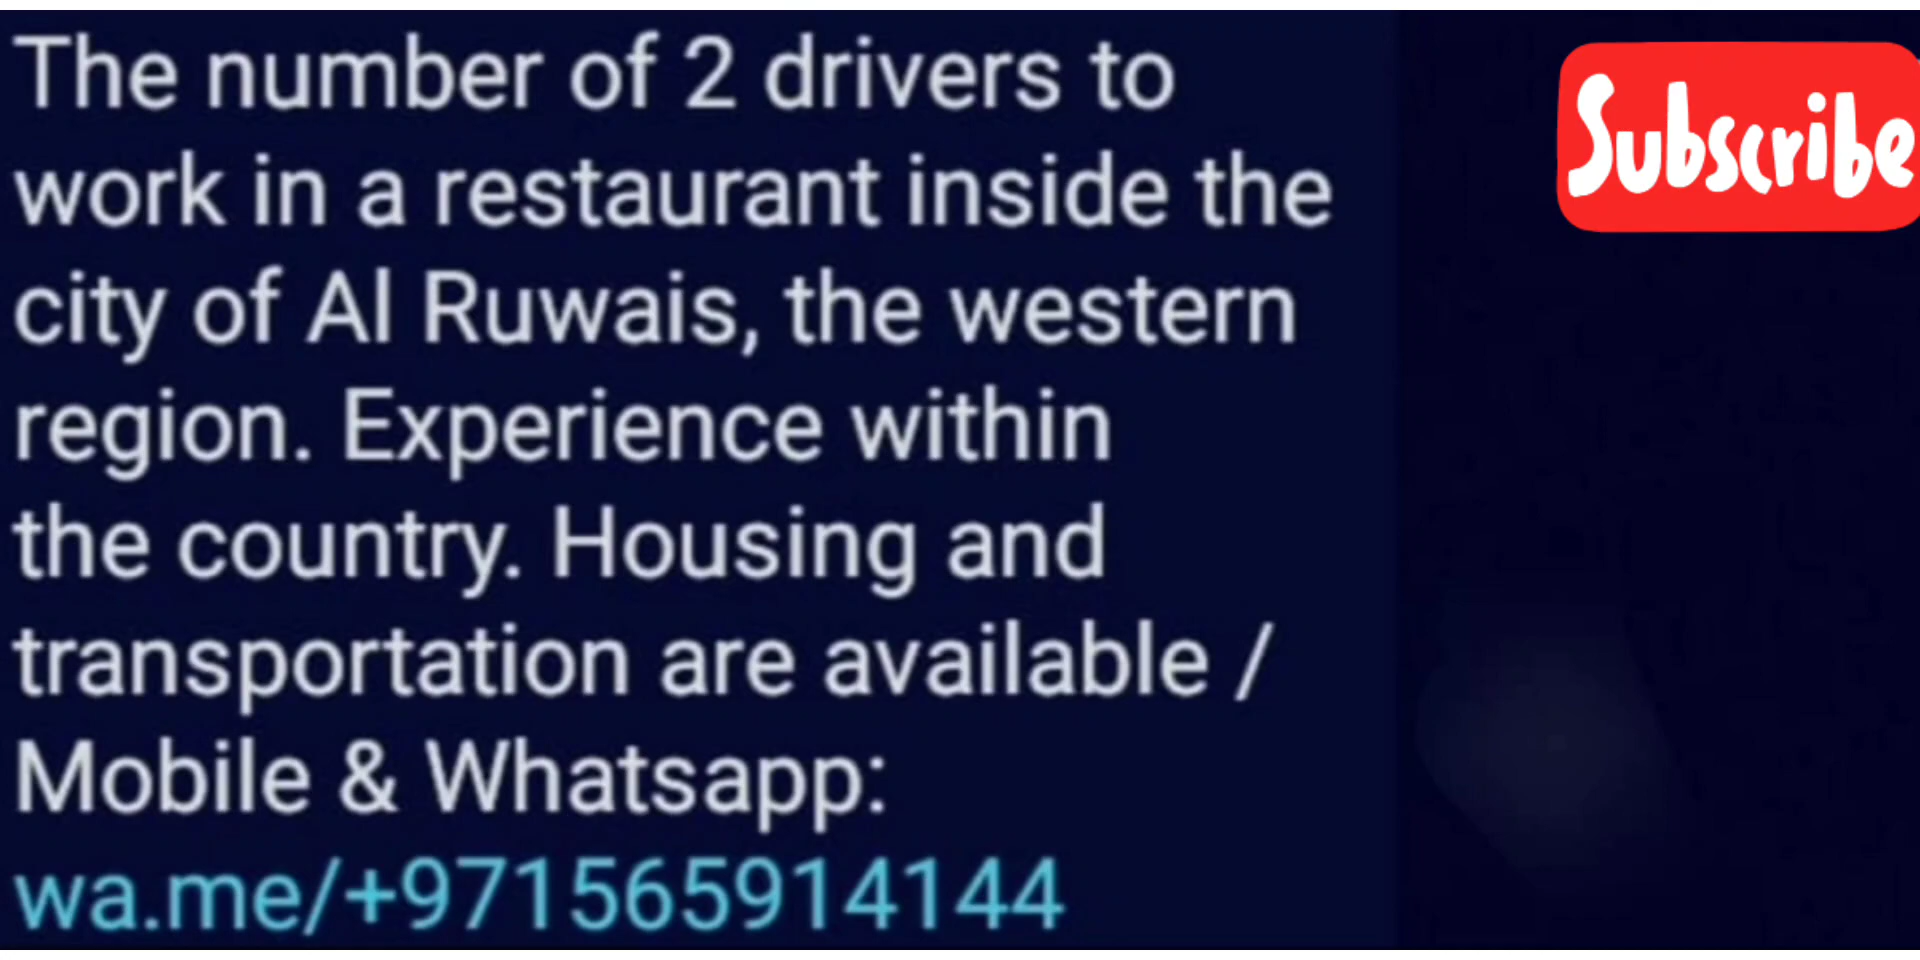 The number of 2 drivers to
work in a restaurant inside the
city of Al Ruwais, the western
region. Experience within
the country. Housing and
transportation are available /
Mobile & Whatsapp:
wa.me/+971565914144
Subscribe